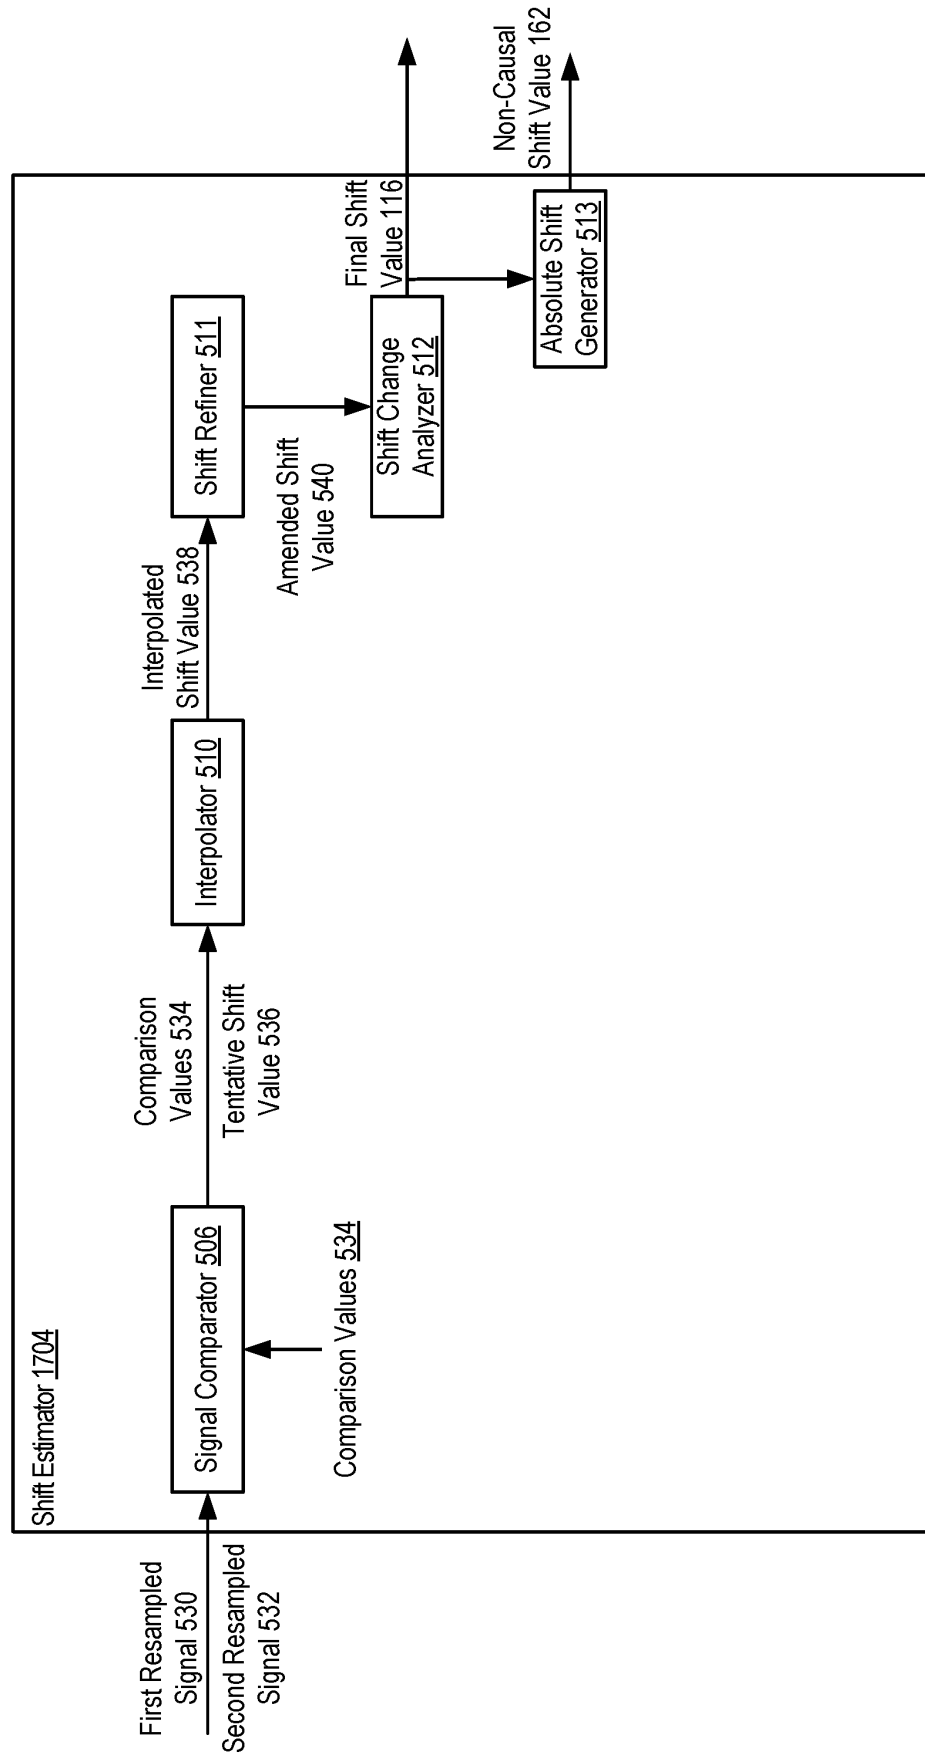 Shift Estimator 1704
First Resampled
Signal 530
Second Resampled
Signal 532
Signal Comparator 506
Comparison Values 534
Comparison
Values 534
Tentative Shift
Value 536
Interpolator 510
Interpolated
Shift Value 538
Shift Refiner 511
Amended Shift
Value 540
Shift Change
Analyzer 512
Final Shift
Value 116
Absolute Shift
Generator 513
Non-Causal
Shift Value 162